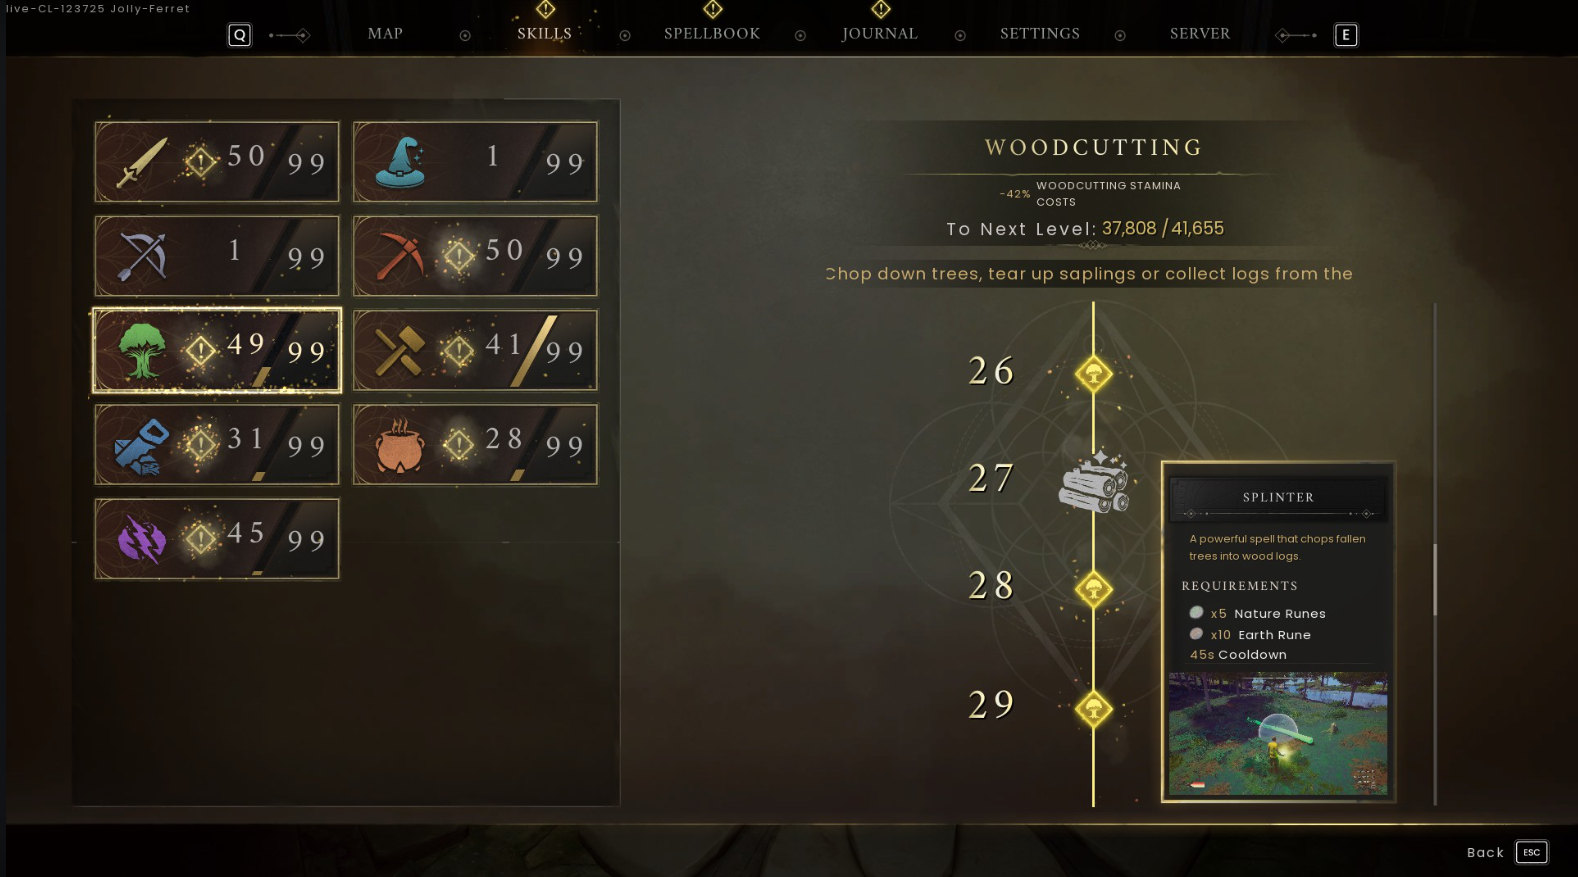 live-CL-123725 Jolly-Ferret
Q MAP SKILLS SPELLBOOK JOURNAL SETTINGS SERVER E
50 / 99
1 / 99
1 / 99
50 / 99
49 / 99
41 / 99
31 / 99
28 / 99
45 / 99
WOODCUTTING
-42% WOODCUTTING STAMINA
COSTS
To Next Level: 37,808 / 41,655
Chop down trees, tear up saplings or collect logs from the
26
27
28
29
SPLINTER
A powerful spell that chops fallen
trees into wood logs.
REQUIREMENTS
x5 Nature Runes
x10 Earth Rune
45s Cooldown
Back ESC